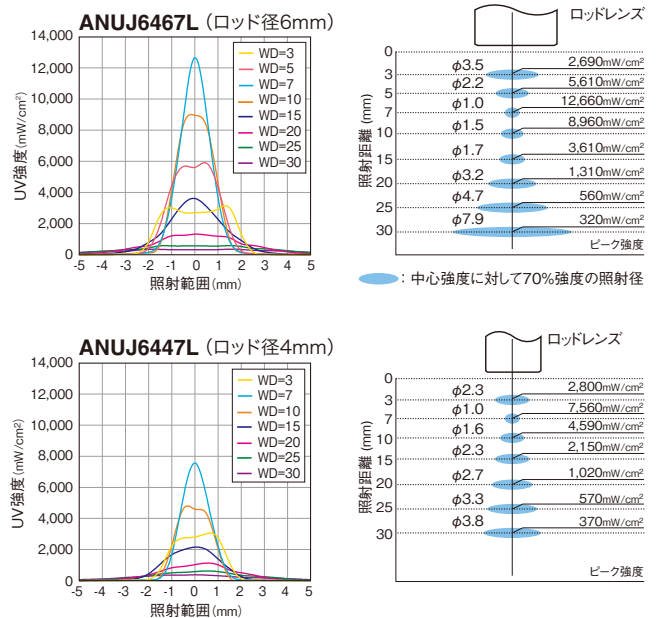 ANUJ6467L (ロッド径6mm)
14,000
12,000
10,000
8,000
6,000
4,000
2,000
0
UV強度(mW/cm²)
-5 -4 -3 -2 -1 0 1 2 3 4 5
照射範囲(mm)
WD=3
WD=5
WD=7
WD=10
WD=15
WD=20
WD=25
WD=30
ロッドレンズ
照射距離 (mm)
0
φ3.5 2,690mW/cm²
3
φ2.2 5,610mW/cm²
5
φ1.0 12,660mW/cm²
7
φ1.5 8,960mW/cm²
10
φ1.7 3,610mW/cm²
15
φ3.2 1,310mW/cm²
20
φ4.7 560mW/cm²
25
φ7.9 320mW/cm²
30
ピーク強度
:中心強度に対して70%強度の照射径
ANUJ6447L (ロッド径4mm)
14,000
12,000
10,000
8,000
6,000
4,000
2,000
0
UV強度(mW/cm²)
-5 -4 -3 -2 -1 0 1 2 3 4 5
照射範囲(mm)
WD=3
WD=7
WD=10
WD=15
WD=20
WD=25
WD=30
ロッドレンズ
照射距離 (mm)
0
φ2.3 2,800mW/cm²
3
φ1.0 7,560mW/cm²
7
φ1.6 4,590mW/cm²
10
φ2.3 2,150mW/cm²
15
φ2.7 1,020mW/cm²
20
φ3.3 570mW/cm²
25
φ3.8 370mW/cm²
30
ピーク強度